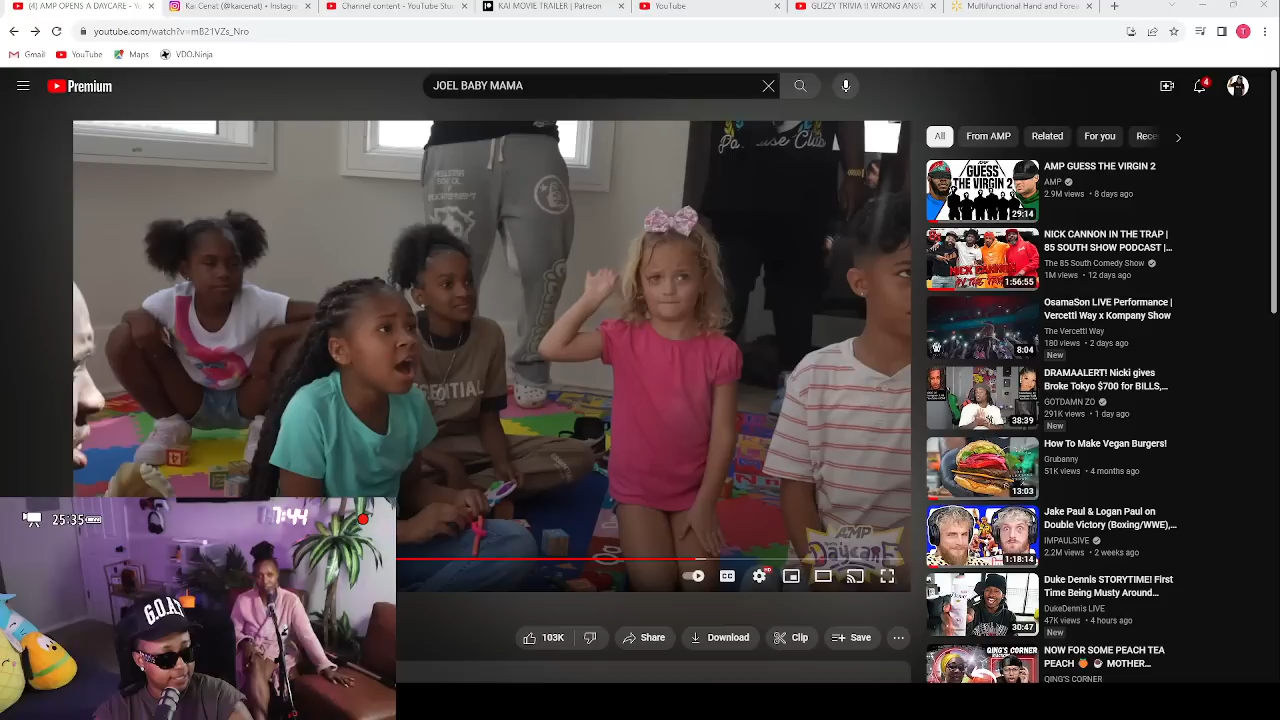 (4) AMP OPENS A DAYCARE - Yo
Kai Cenat (@kaicenat) • Instagra
Channel content - YouTube Stu
KAI MOVIE TRAILER | Patreon
YouTube
GLIZZY TRIVIA !! WRONG ANSW
Multifunctional Hand and Forea
youtube.com/watch?v=mB21VZs_Nro
T
Gmail
YouTube
Maps
VDO.Ninja
Premium
JOEL BABY MAMA
4
All
From AMP
Related
For you
Rece
GUESS
THE VIRGIN 2
29:14
AMP GUESS THE VIRGIN 2
AMP
2.9M views • 8 days ago
1:56:55
NICK CANNON IN THE TRAP |
85 SOUTH SHOW PODCAST |...
The 85 South Comedy Show
1M views • 12 days ago
8:04
OsamaSon LIVE Performance |
Vercetti Way x Kompany Show
The Vercetti Way
180 views • 2 days ago
New
38:39
DRAMAALERT! Nicki gives
Broke Tokyo $700 for BILLS,...
GOTDAMN ZO
291K views • 1 day ago
New
13:03
How To Make Vegan Burgers!
Grubanny
51K views • 4 months ago
1:18:14
Jake Paul & Logan Paul on
Double Victory (Boxing/WWE),...
IMPAULSIVE
2.2M views • 2 weeks ago
30:47
Duke Dennis STORYTIME! First
Time Being Musty Around...
DukeDennis LIVE
47K views • 4 hours ago
New
NOW FOR SOME PEACH TEA
PEACH 🍑 🍵 MOTHER...
QING'S CORNER
AMP
Daycare
CC
HD
103K
Share
Download
Clip
Save
25:35
7:44
G.O.A.T